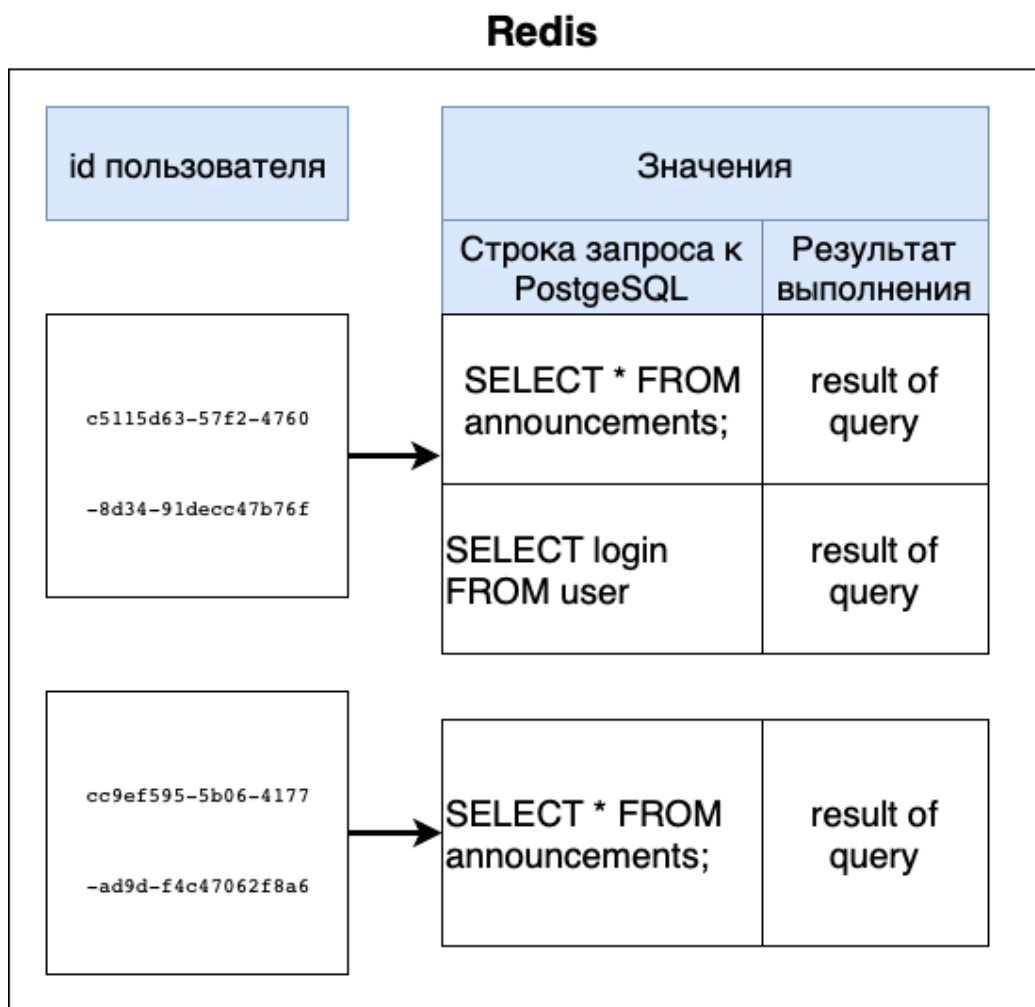 Redis
id пользователя
Значения
Строка запроса к
PostgeSQL
Результат
выполнения
c5115d63-57f2-4760
-8d34-91decc47b76f
SELECT * FROM
announcements;
result of
query
SELECT login
FROM user
result of
query
cc9ef595-5b06-4177
-ad9d-f4c47062f8a6
SELECT * FROM
announcements;
result of
query